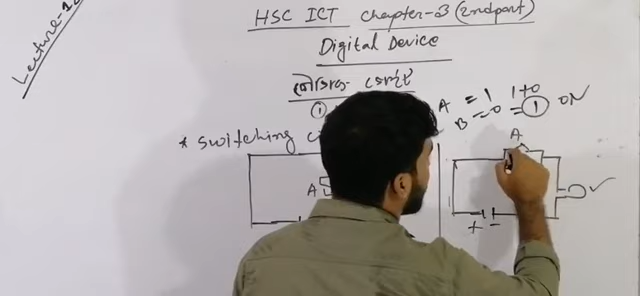 Lecture-12
HSC ICT Chapter-3 (2nd part)
Digital Device
লজিক গেইট
①
* Switching
A = 1 1+0
B = 0 = ① ON
A
A
+ -